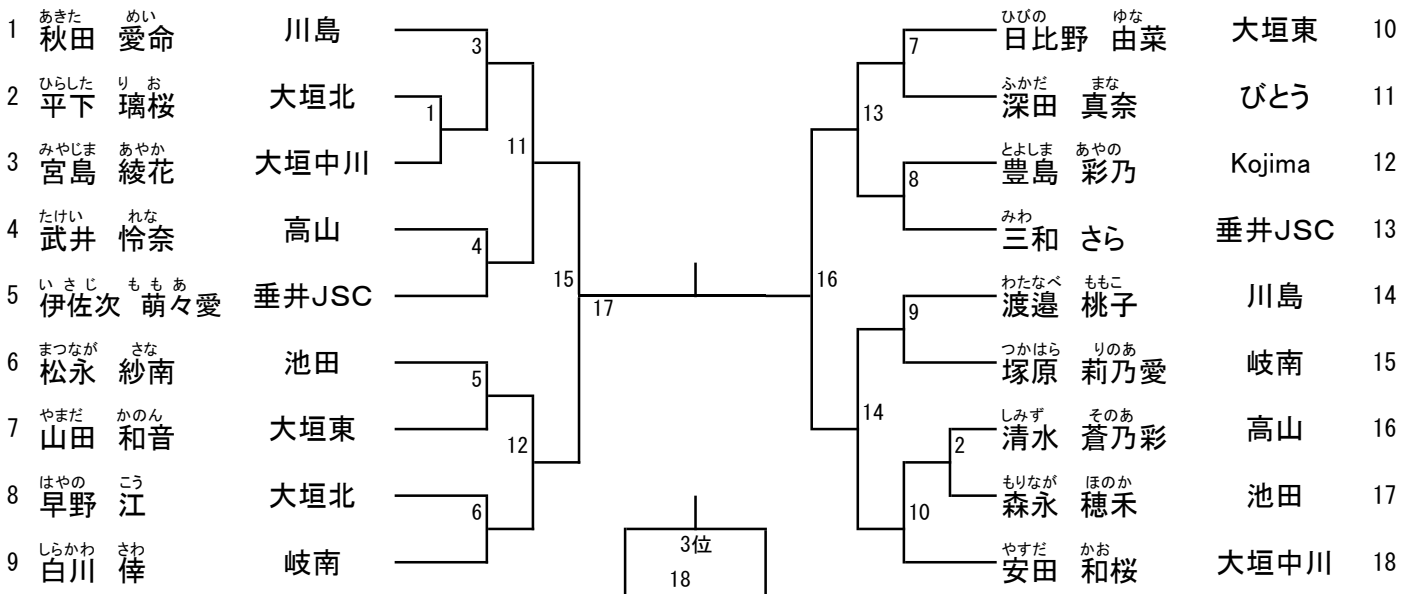 あきた めい
1 秋田 愛命 川島
ひらした り お
2 平下 璃桜 大垣北
みやじま あやか
3 宮島 綾花 大垣中川
たけい れな
4 武井 怜奈 高山
い さ じ も も あ
5 伊佐次 萌々愛 垂井JSC
まつなが さな
6 松永 紗南 池田
やまだ かのん
7 山田 和音 大垣東
はやの こう
8 早野 江 大垣北
しらかわ さわ
9 白川 倖 岐南
3
1
11
4
15
17
5
12
6
3位
18
7
13
8
16
9
14
2
10
ひびの ゆな
日比野 由菜 大垣東 10
ふかだ まな
深田 真奈 びとう 11
とよしま あやの
豊島 彩乃 Kojima 12
みわ
三和 さら 垂井JSC 13
わたなべ ももこ
渡邉 桃子 川島 14
つかはら りのあ
塚原 莉乃愛 岐南 15
しみず そのあ
清水 蒼乃彩 高山 16
もりなが ほのか
森永 穂禾 池田 17
やすだ かお
安田 和桜 大垣中川 18